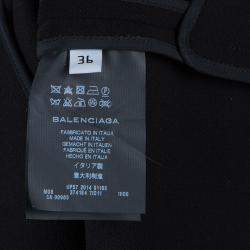 36
BALENCIAGA
FABBRICATO IN ITALIA
MADE IN ITALY
GEMACHT IN ITALIEN
FABRIQUÉ EN ITALIE
HECHO EN ITALIA
イタリア製
意大利制造